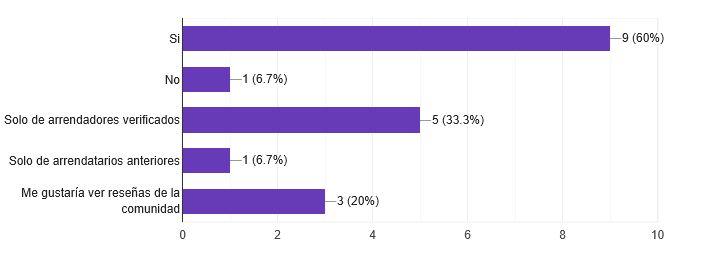 Si
9 (60%)
No
1 (6.7%)
Solo de arrendadores verificados
5 (33.3%)
Solo de arrendatarios anteriores
1 (6.7%)
Me gustaría ver reseñas de la
comunidad
3 (20%)
0 2 4 6 8 10